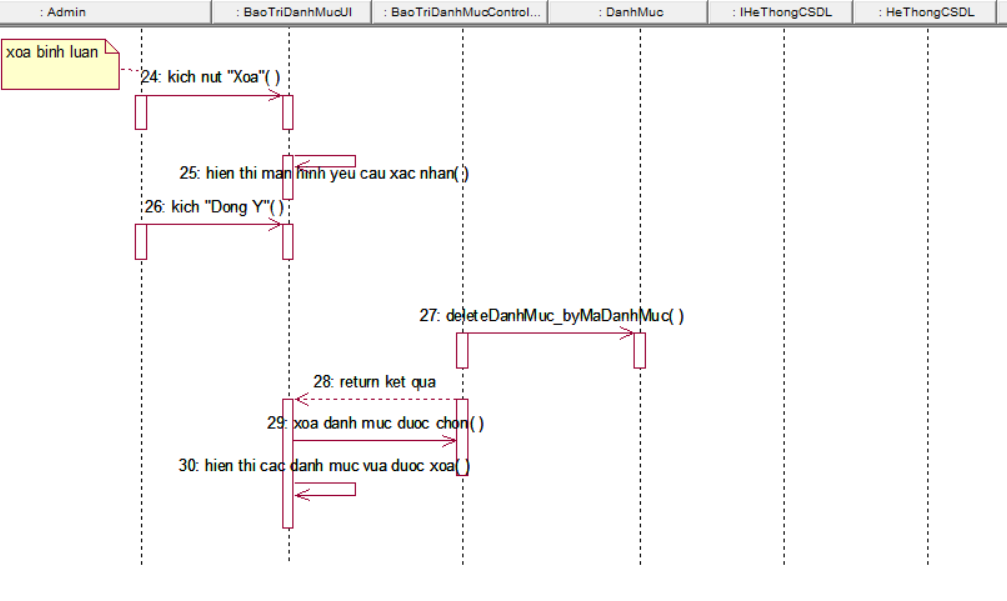 : Admin
: BaoTriDanhMucUI
: BaoTriDanhMucControl...
: DanhMuc
: IHeThongCSDL
: HeThongCSDL
xoa binh luan
24: kich nut "Xoa"( )
25: hien thi man hinh yeu cau xac nhan( )
26: kich "Dong Y"( )
27: deleteDanhMuc_byMaDanhMuc( )
28: return ket qua
29: xoa danh muc duoc chon( )
30: hien thi cac danh muc vua duoc xoa( )